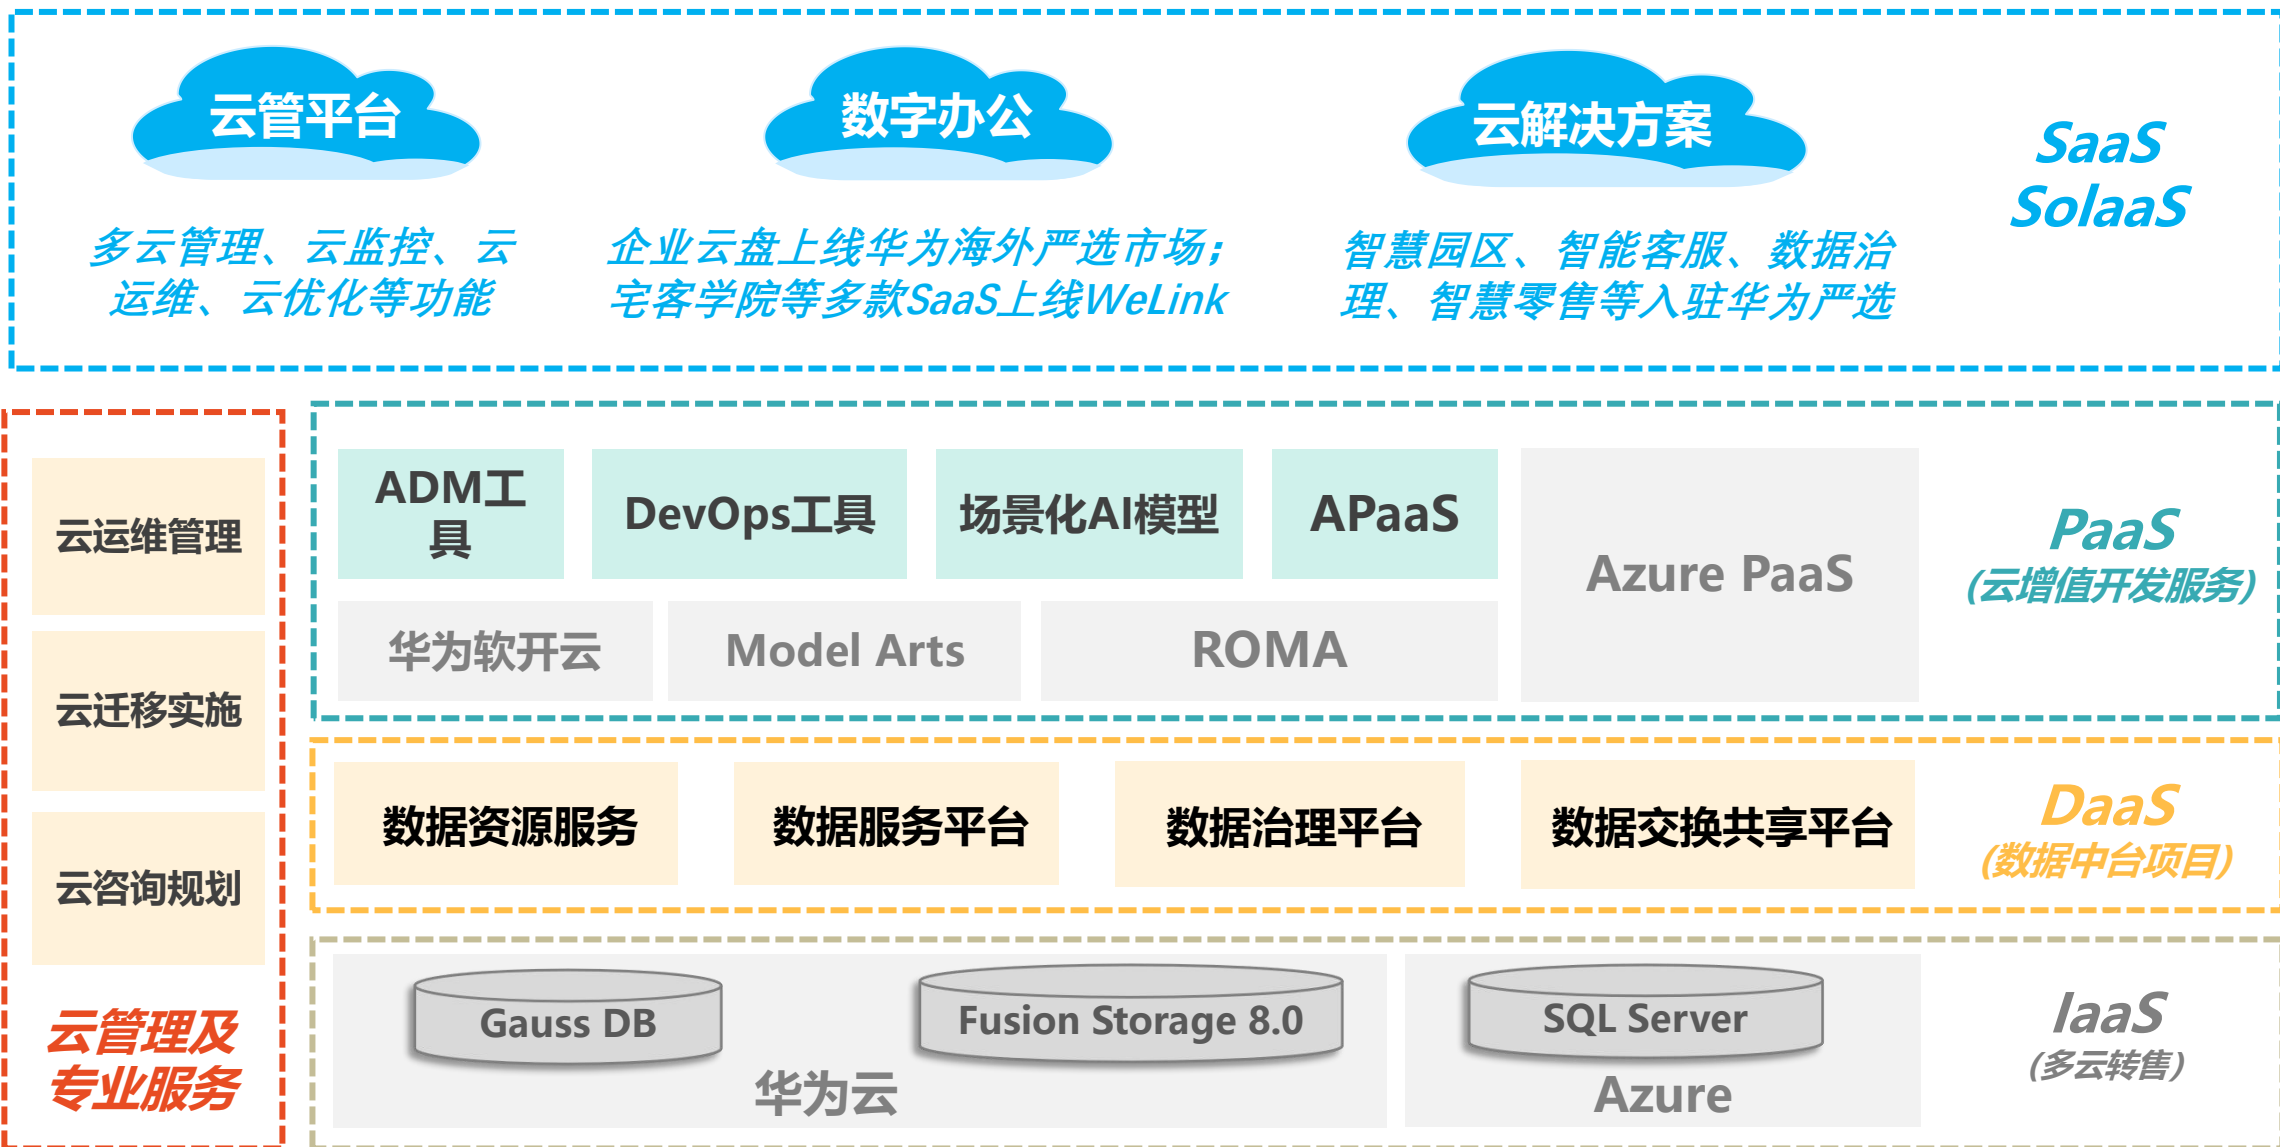 云管平台
数字办公
云解决方案
SaaS
SolaaS
多云管理、云监控、云
运维、云优化等功能
企业云盘上线华为海外严选市场；
宅客学院等多款SaaS上线WeLink
智慧园区、智能客服、数据治
理、智慧零售等入驻华为严选
云运维管理
云迁移实施
云咨询规划
云管理及
专业服务
ADM工
具
DevOps工具
场景化AI模型
APaaS
Azure PaaS
华为软开云
Model Arts
ROMA
PaaS
(云增值开发服务)
数据资源服务
数据服务平台
数据治理平台
数据交换共享平台
DaaS
(数据中台项目)
Gauss DB
Fusion Storage 8.0
华为云
SQL Server
Azure
IaaS
(多云转售)